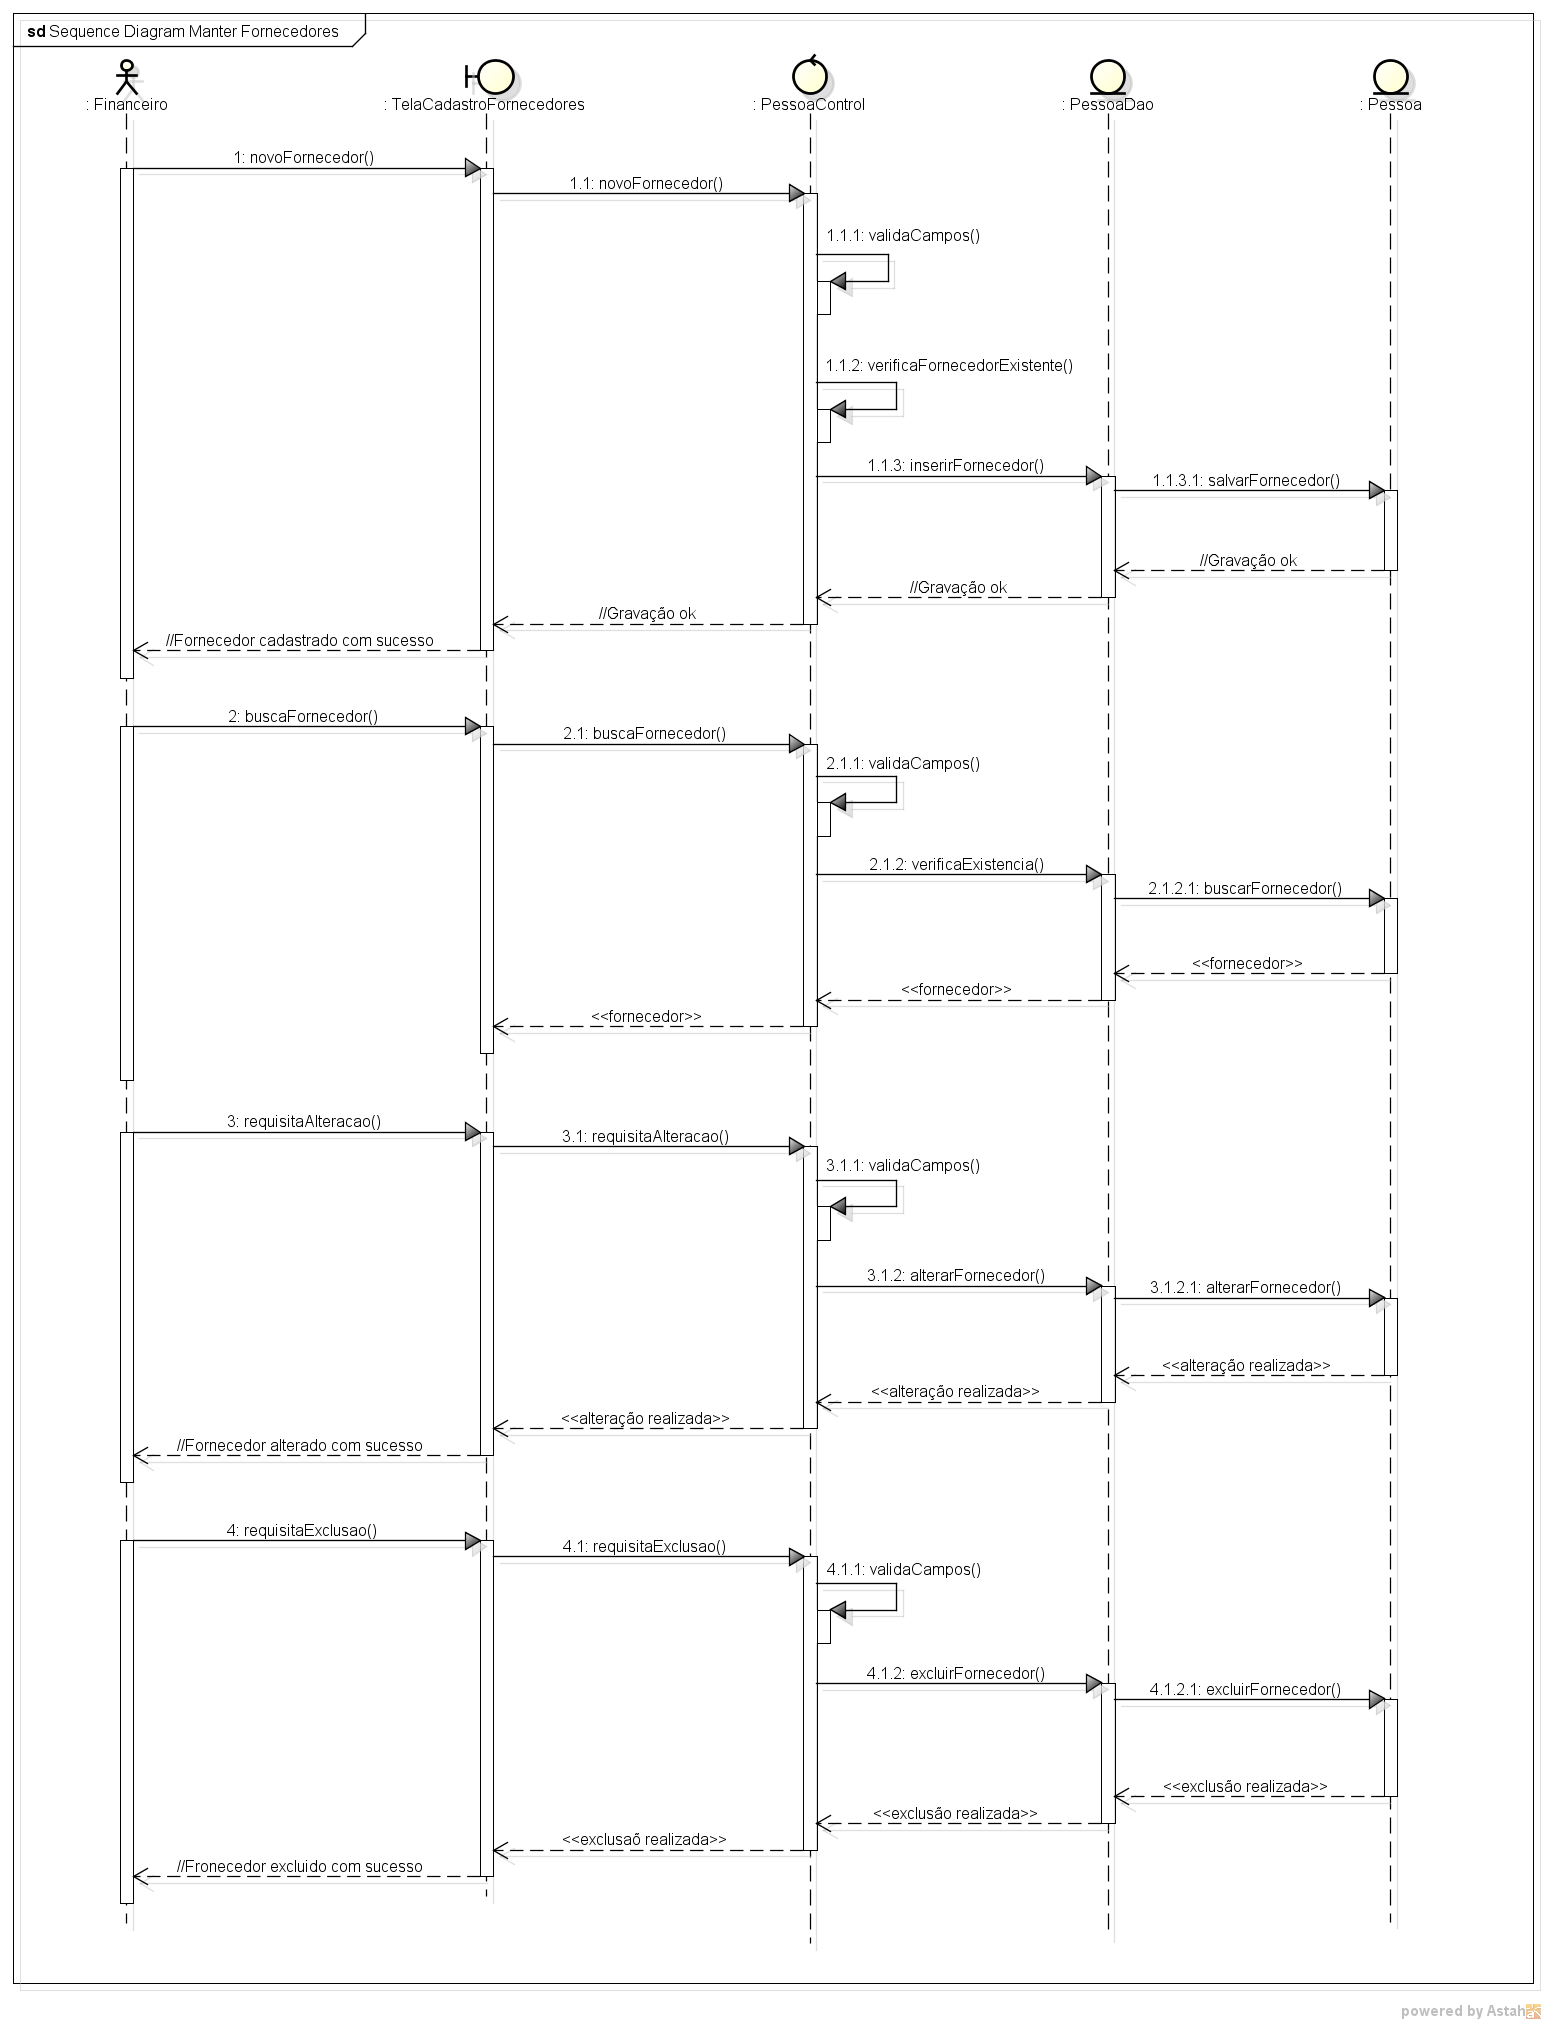 sd Sequence Diagram Manter Fornecedores
: Financeiro
: TelaCadastroFornecedores
: PessoaControl
: PessoaDao
: Pessoa
1: novoFornecedor()
1.1: novoFornecedor()
1.1.1: validaCampos()
1.1.2: verificaFornecedorExistente()
1.1.3: inserirFornecedor()
1.1.3.1: salvarFornecedor()
//Gravação ok
//Gravação ok
//Gravação ok
//Fornecedor cadastrado com sucesso
2: buscaFornecedor()
2.1: buscaFornecedor()
2.1.1: validaCampos()
2.1.2: verificaExistencia()
2.1.2.1: buscarFornecedor()
<<fornecedor>>
<<fornecedor>>
<<fornecedor>>
3: requisitaAlteracao()
3.1: requisitaAlteracao()
3.1.1: validaCampos()
3.1.2: alterarFornecedor()
3.1.2.1: alterarFornecedor()
<<alteração realizada>>
<<alteração realizada>>
<<alteração realizada>>
//Fornecedor alterado com sucesso
4: requisitaExclusao()
4.1: requisitaExclusao()
4.1.1: validaCampos()
4.1.2: excluirFornecedor()
4.1.2.1: excluirFornecedor()
<<exclusão realizada>>
<<exclusão realizada>>
<<exclusaõ realizada>>
//Fronecedor excluido com sucesso
powered by Astah